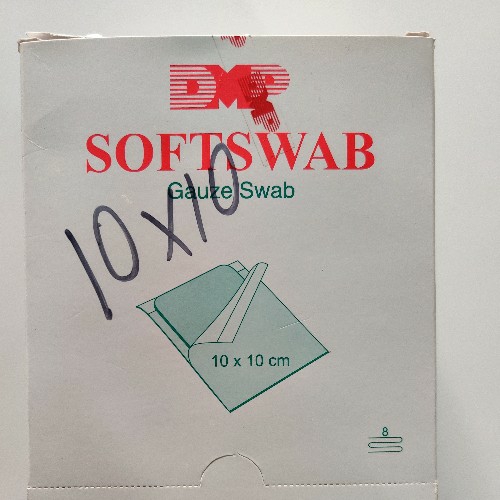 DMP
SOFTSWAB
Gauze Swab
10x10
10 x 10 cm
8